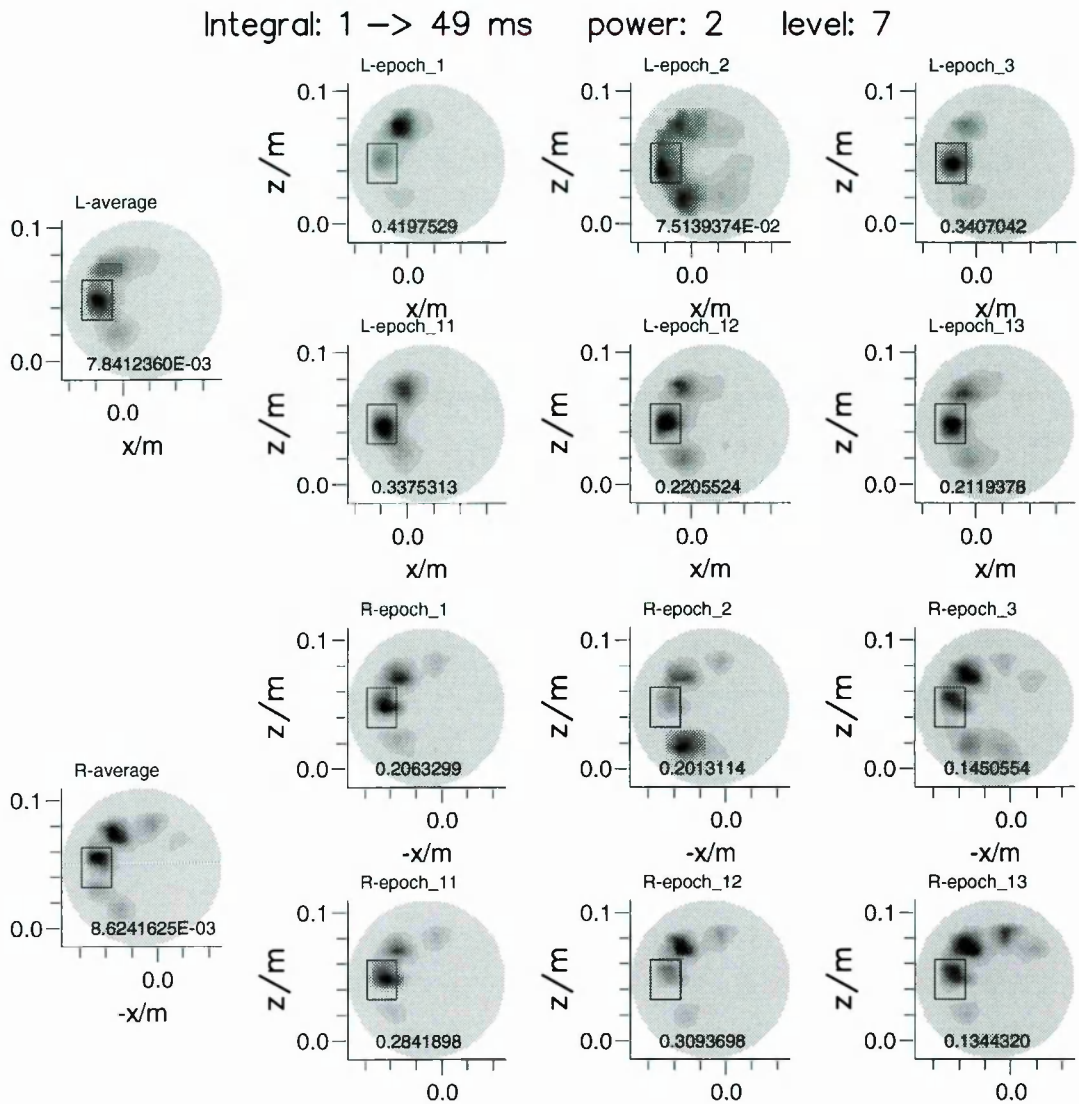 Integral: 1 -> 49 ms power: 2 level: 7
L-epoch_1 L-epoch_2 L-epoch_3
0.1 0.1 0.1
z/m z/m z/m
L-average
0.1
0.0 0.4197529 0.0 7.5139374E-02 0.0 0.3407042
0.0 0.0 0.0
x/m x/m x/m
L-epoch_11 L-epoch_12 L-epoch_13
0.1 0.1 0.1
0.0 7.8412360E-03
0.0
x/m
z/m z/m z/m
0.0 0.3375313 0.0 0.2205524 0.0 0.2119378
0.0 0.0 0.0
x/m x/m x/m
R-epoch_1 R-epoch_2 R-epoch_3
0.1 0.1 0.1
z/m z/m z/m
0.0 0.2063299 0.0 0.2013114 0.0 0.1450554
R-average
0.1
0.0 0.0 0.0
-x/m -x/m -x/m
R-epoch_11 R-epoch_12 R-epoch_13
0.1 0.1 0.1
0.0 8.6241625E-03
0.0
-x/m
z/m z/m z/m
0.0 0.2841898 0.0 0.3093698 0.0 0.1344320
0.0 0.0 0.0